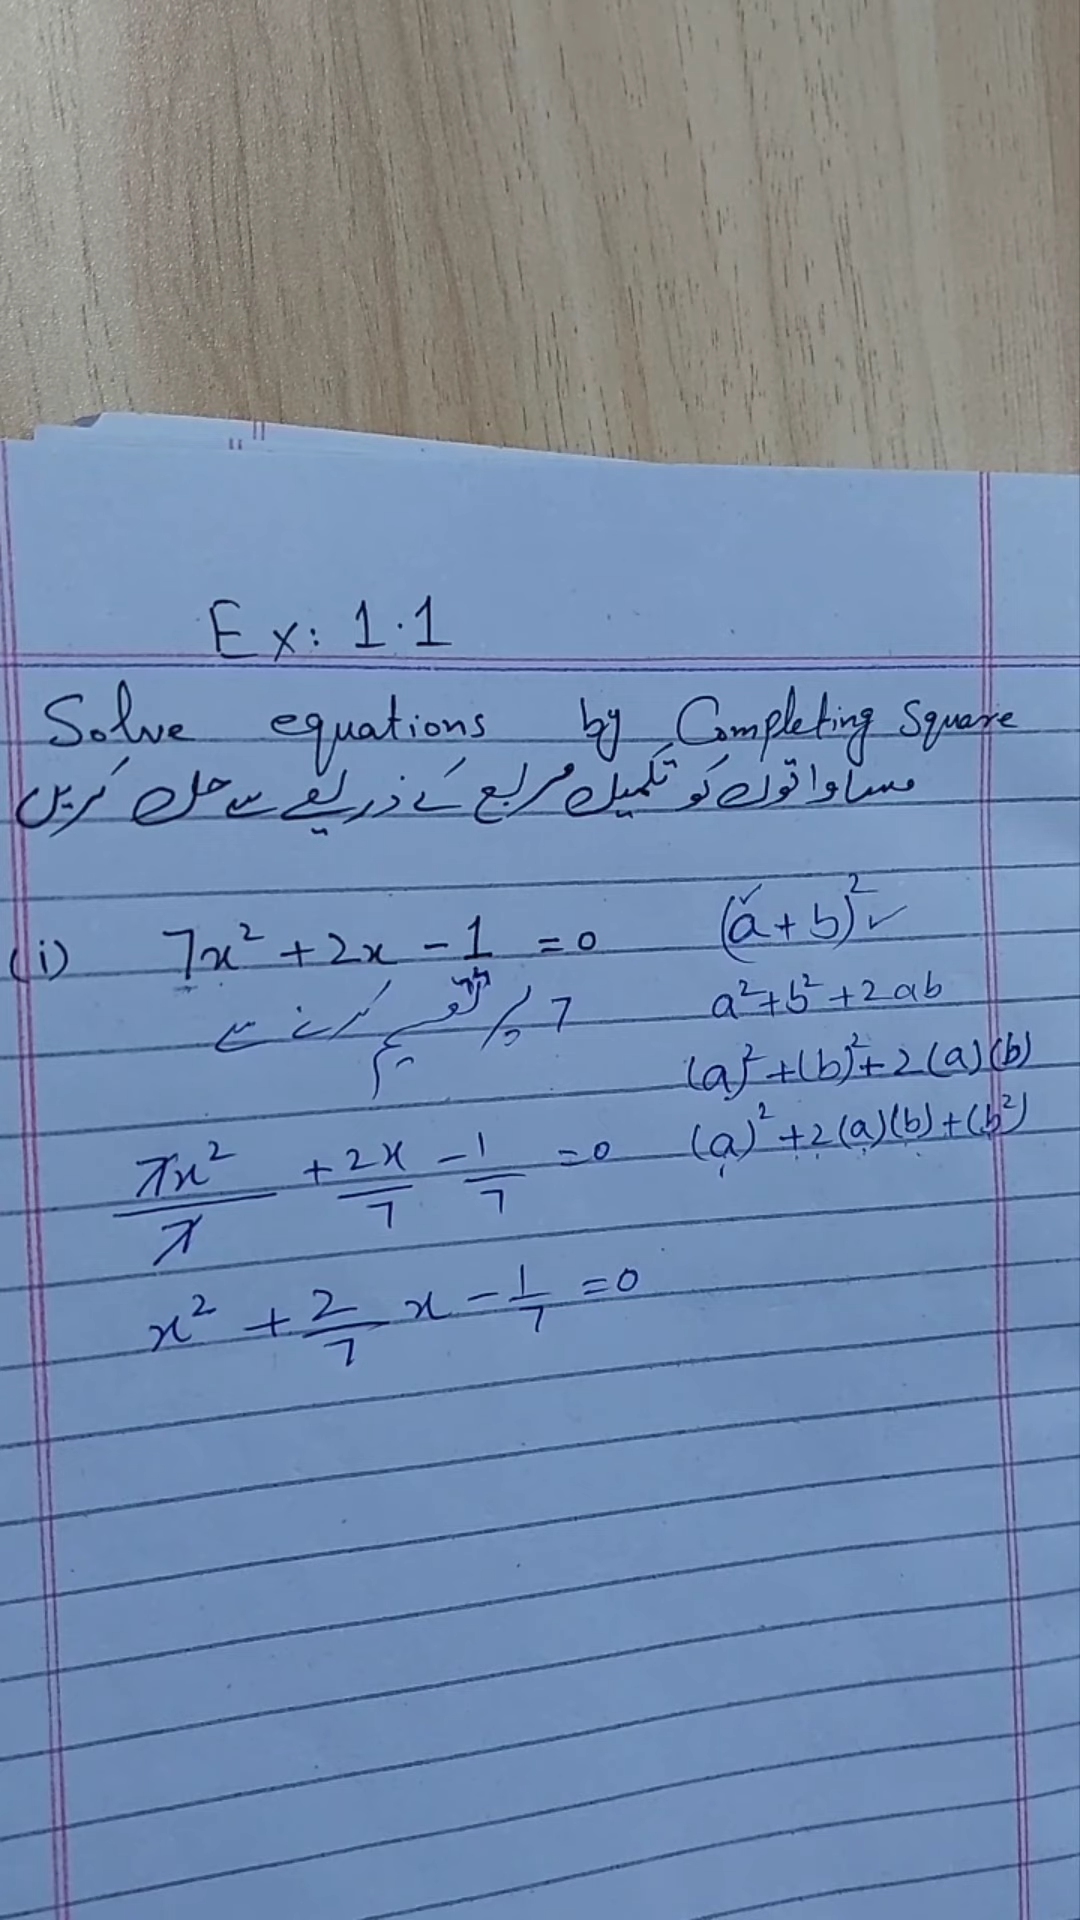 Ex: 1.1
Solve equations by Completing Square
مساواتوں کو تکمیل مربع کے ذریعے سے حل کریں
(i) 7x² + 2x - 1 = 0
(a + b)²✓
7 پر تقسیم کرنے سے
a² + b² + 2ab
(a)² + (b)² + 2(a)(b)
(a)² + 2(a)(b) + (b²)
7x²/7 + 2x/7 - 1/7 = 0
x² + 2/7 x - 1/7 = 0